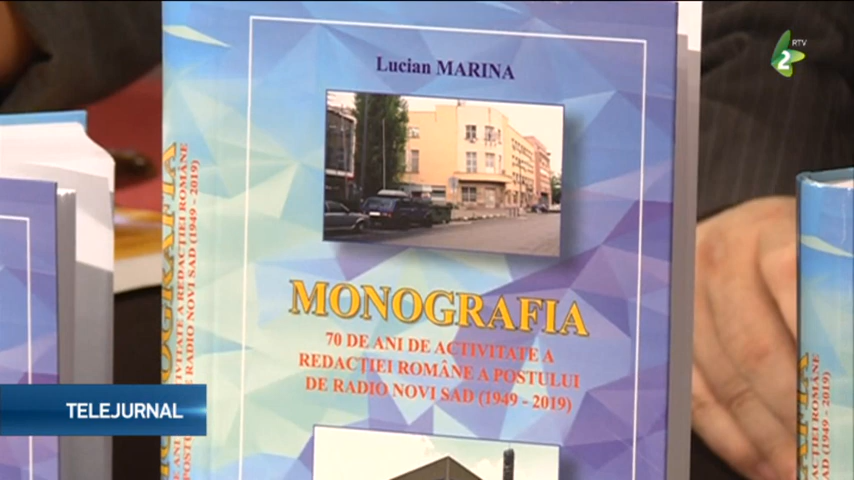 RTV
2
Lucian MARINA
MONOGRAFIA
70 DE ANI DE ACTIVITATE A
REDACȚIEI ROMÂNE A POSTULUI
DE RADIO NOVI SAD (1949 - 2019)
TELEJURNAL